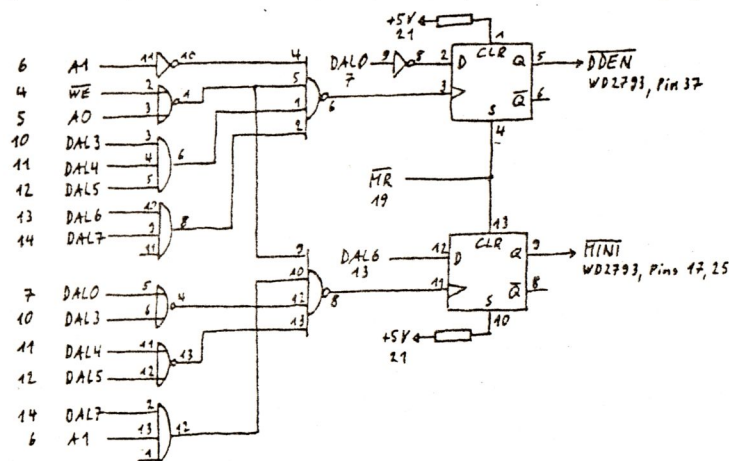 +5V
21
1
6 A1 11 10 4
DAL0 9 8 2 D CLR Q 5 D̅D̅E̅N̅
7
WD2793, Pin 37
4 W̅E̅ 2 1 5
5 A0 3
6 3 Q̅ 6
10 DAL3 3 1
11 DAL4 4 6 2
12 DAL5 5
S
4
13 DAL6 10
14 DAL7 9 8
11
M̅R̅
19
13
9
DAL6 12 D CLR Q 9 M̅I̅N̅I̅
13
WD2793, Pins 17, 25
10
7 DAL0 5 4 12
8 11 Q̅ 8
10 DAL3 6
13
S
10
11 DAL4 11 13
12 DAL5 12
+5V
21
14 DAL7 2
6 A1 13 12
1